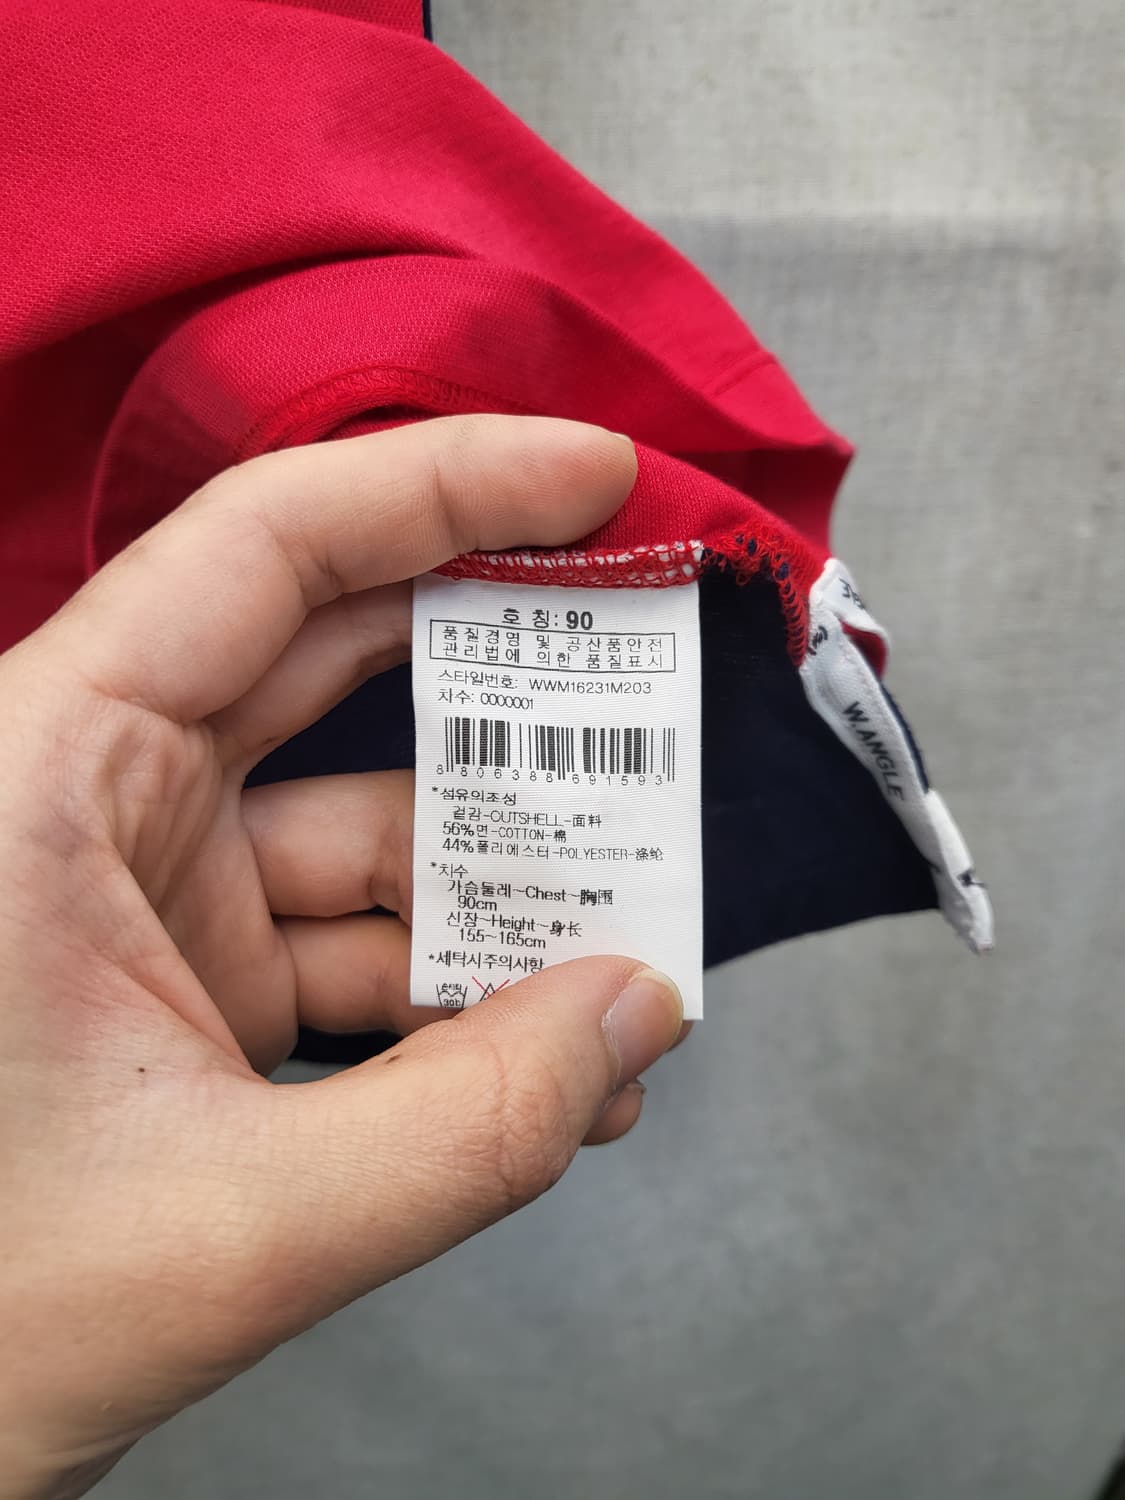 호 칭: 90
품질경영 및 공산품안전
관리법에 의한 품질표시
스타일번호: WWM16231M203
차수: 0000001
8806388691593
*섬유의조성
겉감-OUTSHELL-面料
56%면-COTTON-棉
44%폴리에스터-POLYESTER-涤纶
*치수
가슴둘레~Chest~胸围
90cm
신장~Height~身长
155~165cm
*세탁시주의사항
W.ANGLE